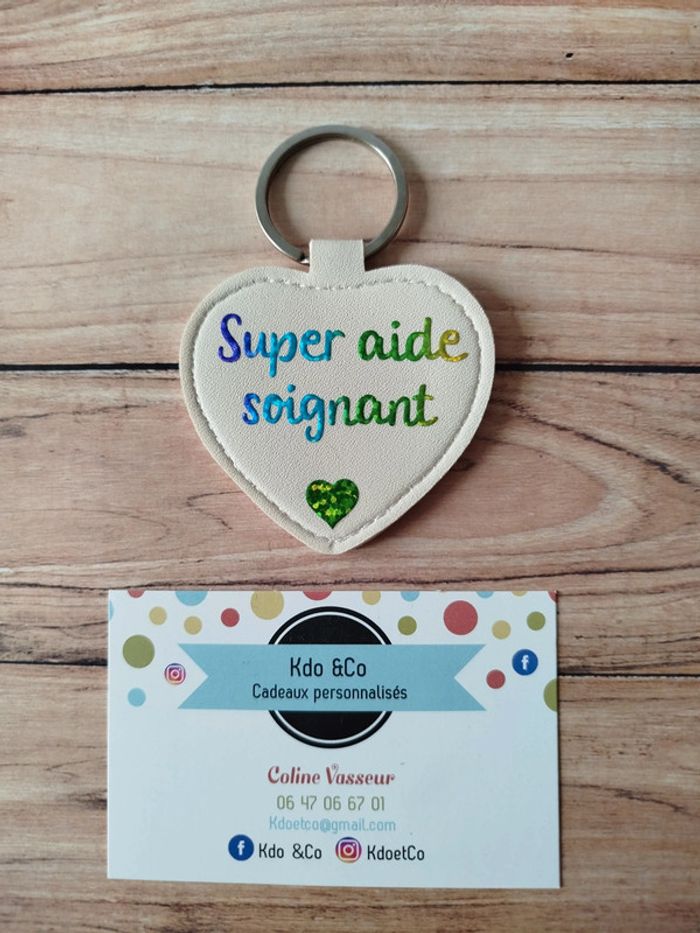 Super aide
soignant
Kdo &Co
Cadeaux personnalisés
Coline Vasseur
06 47 06 67 01
Kdoetco@gmail.com
Kdo &Co KdoetCo